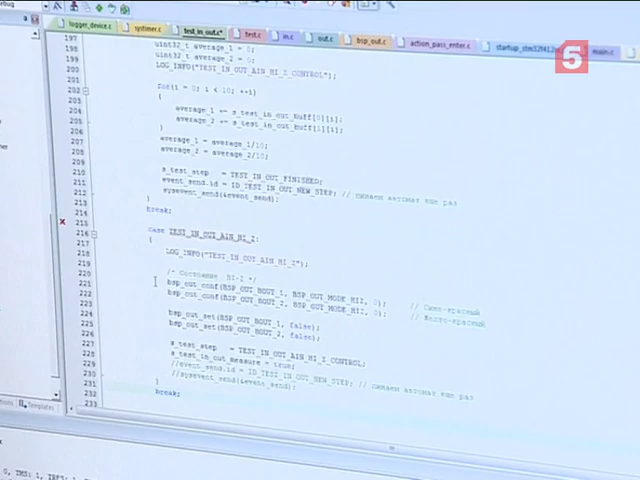 logger_device.c systimer.c test_in_out.c* test.c in.c out.c bsp_out.c action_pass_enter.c main.c
5
197
198 uint32_t average_1 = 0;
199 uint32_t average_2 = 0;
200 LOG_INFO("TEST_IN_OUT_AIN_HI_Z_CONTROL");
201
202 for(i = 0; i < 10; ++i)
203 {
204 average_1 += s_test_in_out_buff[0][i];
205 average_2 += s_test_in_out_buff[1][i];
206 }
207 average_1 = average_1/10;
208 average_2 = average_2/10;
209
210 s_test_step = TEST_IN_OUT_FINISHED;
211 event_send.id = ID_TEST_IN_OUT_NEW_STEP; // пинаем автомат еще раз
212 sysevent_send(&event_send);
213 }
214 break;
215
216 case TEST_IN_OUT_AIN_HI_Z:
217 {
218 LOG_INFO("TEST_IN_OUT_AIN_HI_Z");
219
220 /* Состояние HI-Z */
221 bsp_out_conf(BSP_OUT_BOUT_1, BSP_OUT_MODE_HIZ, 0); // Сине-красный
222 bsp_out_conf(BSP_OUT_BOUT_2, BSP_OUT_MODE_HIZ, 0); // Желто-красный
223
224 bsp_out_set(BSP_OUT_BOUT_1, false);
225 bsp_out_set(BSP_OUT_BOUT_2, false);
226
227 s_test_step = TEST_IN_OUT_AIN_HI_Z_CONTROL;
228 s_test_in_out_measure = true;
229 //event_send.id = ID_TEST_IN_OUT_NEW_STEP; // пинаем автомат еще раз
230 //sysevent_send(&event_send);
231 }
232 break;
233
Templates